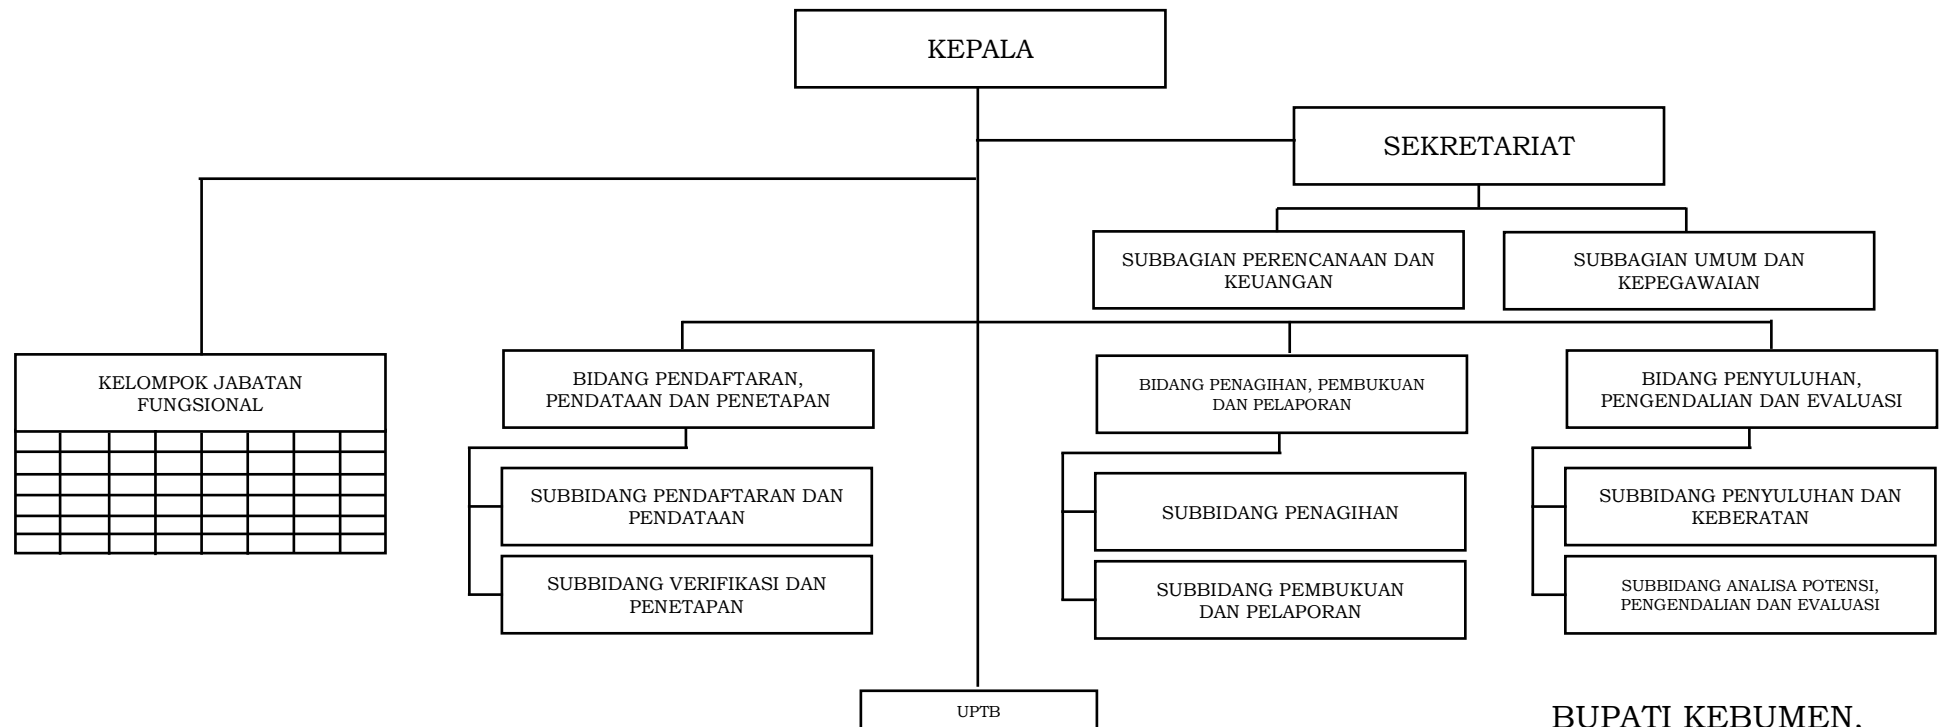 KEPALA
SEKRETARIAT
SUBBAGIAN PERENCANAAN DAN
KEUANGAN
SUBBAGIAN UMUM DAN
KEPEGAWAIAN
KELOMPOK JABATAN
FUNGSIONAL
BIDANG PENDAFTARAN,
PENDATAAN DAN PENETAPAN
BIDANG PENAGIHAN, PEMBUKUAN
DAN PELAPORAN
BIDANG PENYULUHAN,
PENGENDALIAN DAN EVALUASI
SUBBIDANG PENDAFTARAN DAN
PENDATAAN
SUBBIDANG PENAGIHAN
SUBBIDANG PENYULUHAN DAN
KEBERATAN
SUBBIDANG VERIFIKASI DAN
PENETAPAN
SUBBIDANG PEMBUKUAN
DAN PELAPORAN
SUBBIDANG ANALISA POTENSI,
PENGENDALIAN DAN EVALUASI
UPTB
BUPATI KEBUMEN,